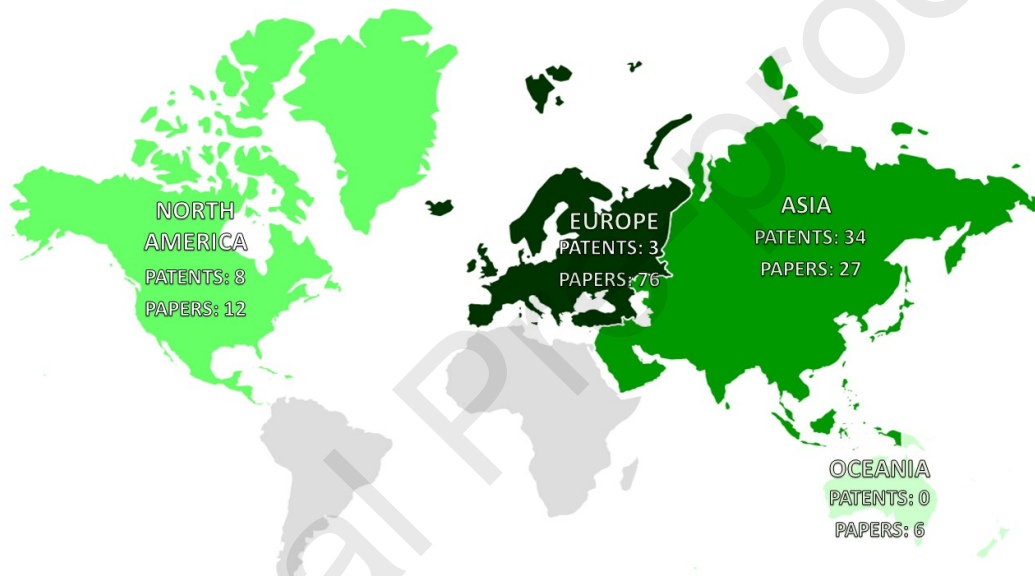 NORTH
AMERICA
PATENTS: 8
PAPERS: 12
EUROPE
PATENTS: 3
PAPERS: 76
ASIA
PATENTS: 34
PAPERS: 27
OCEANIA
PATENTS: 0
PAPERS: 6